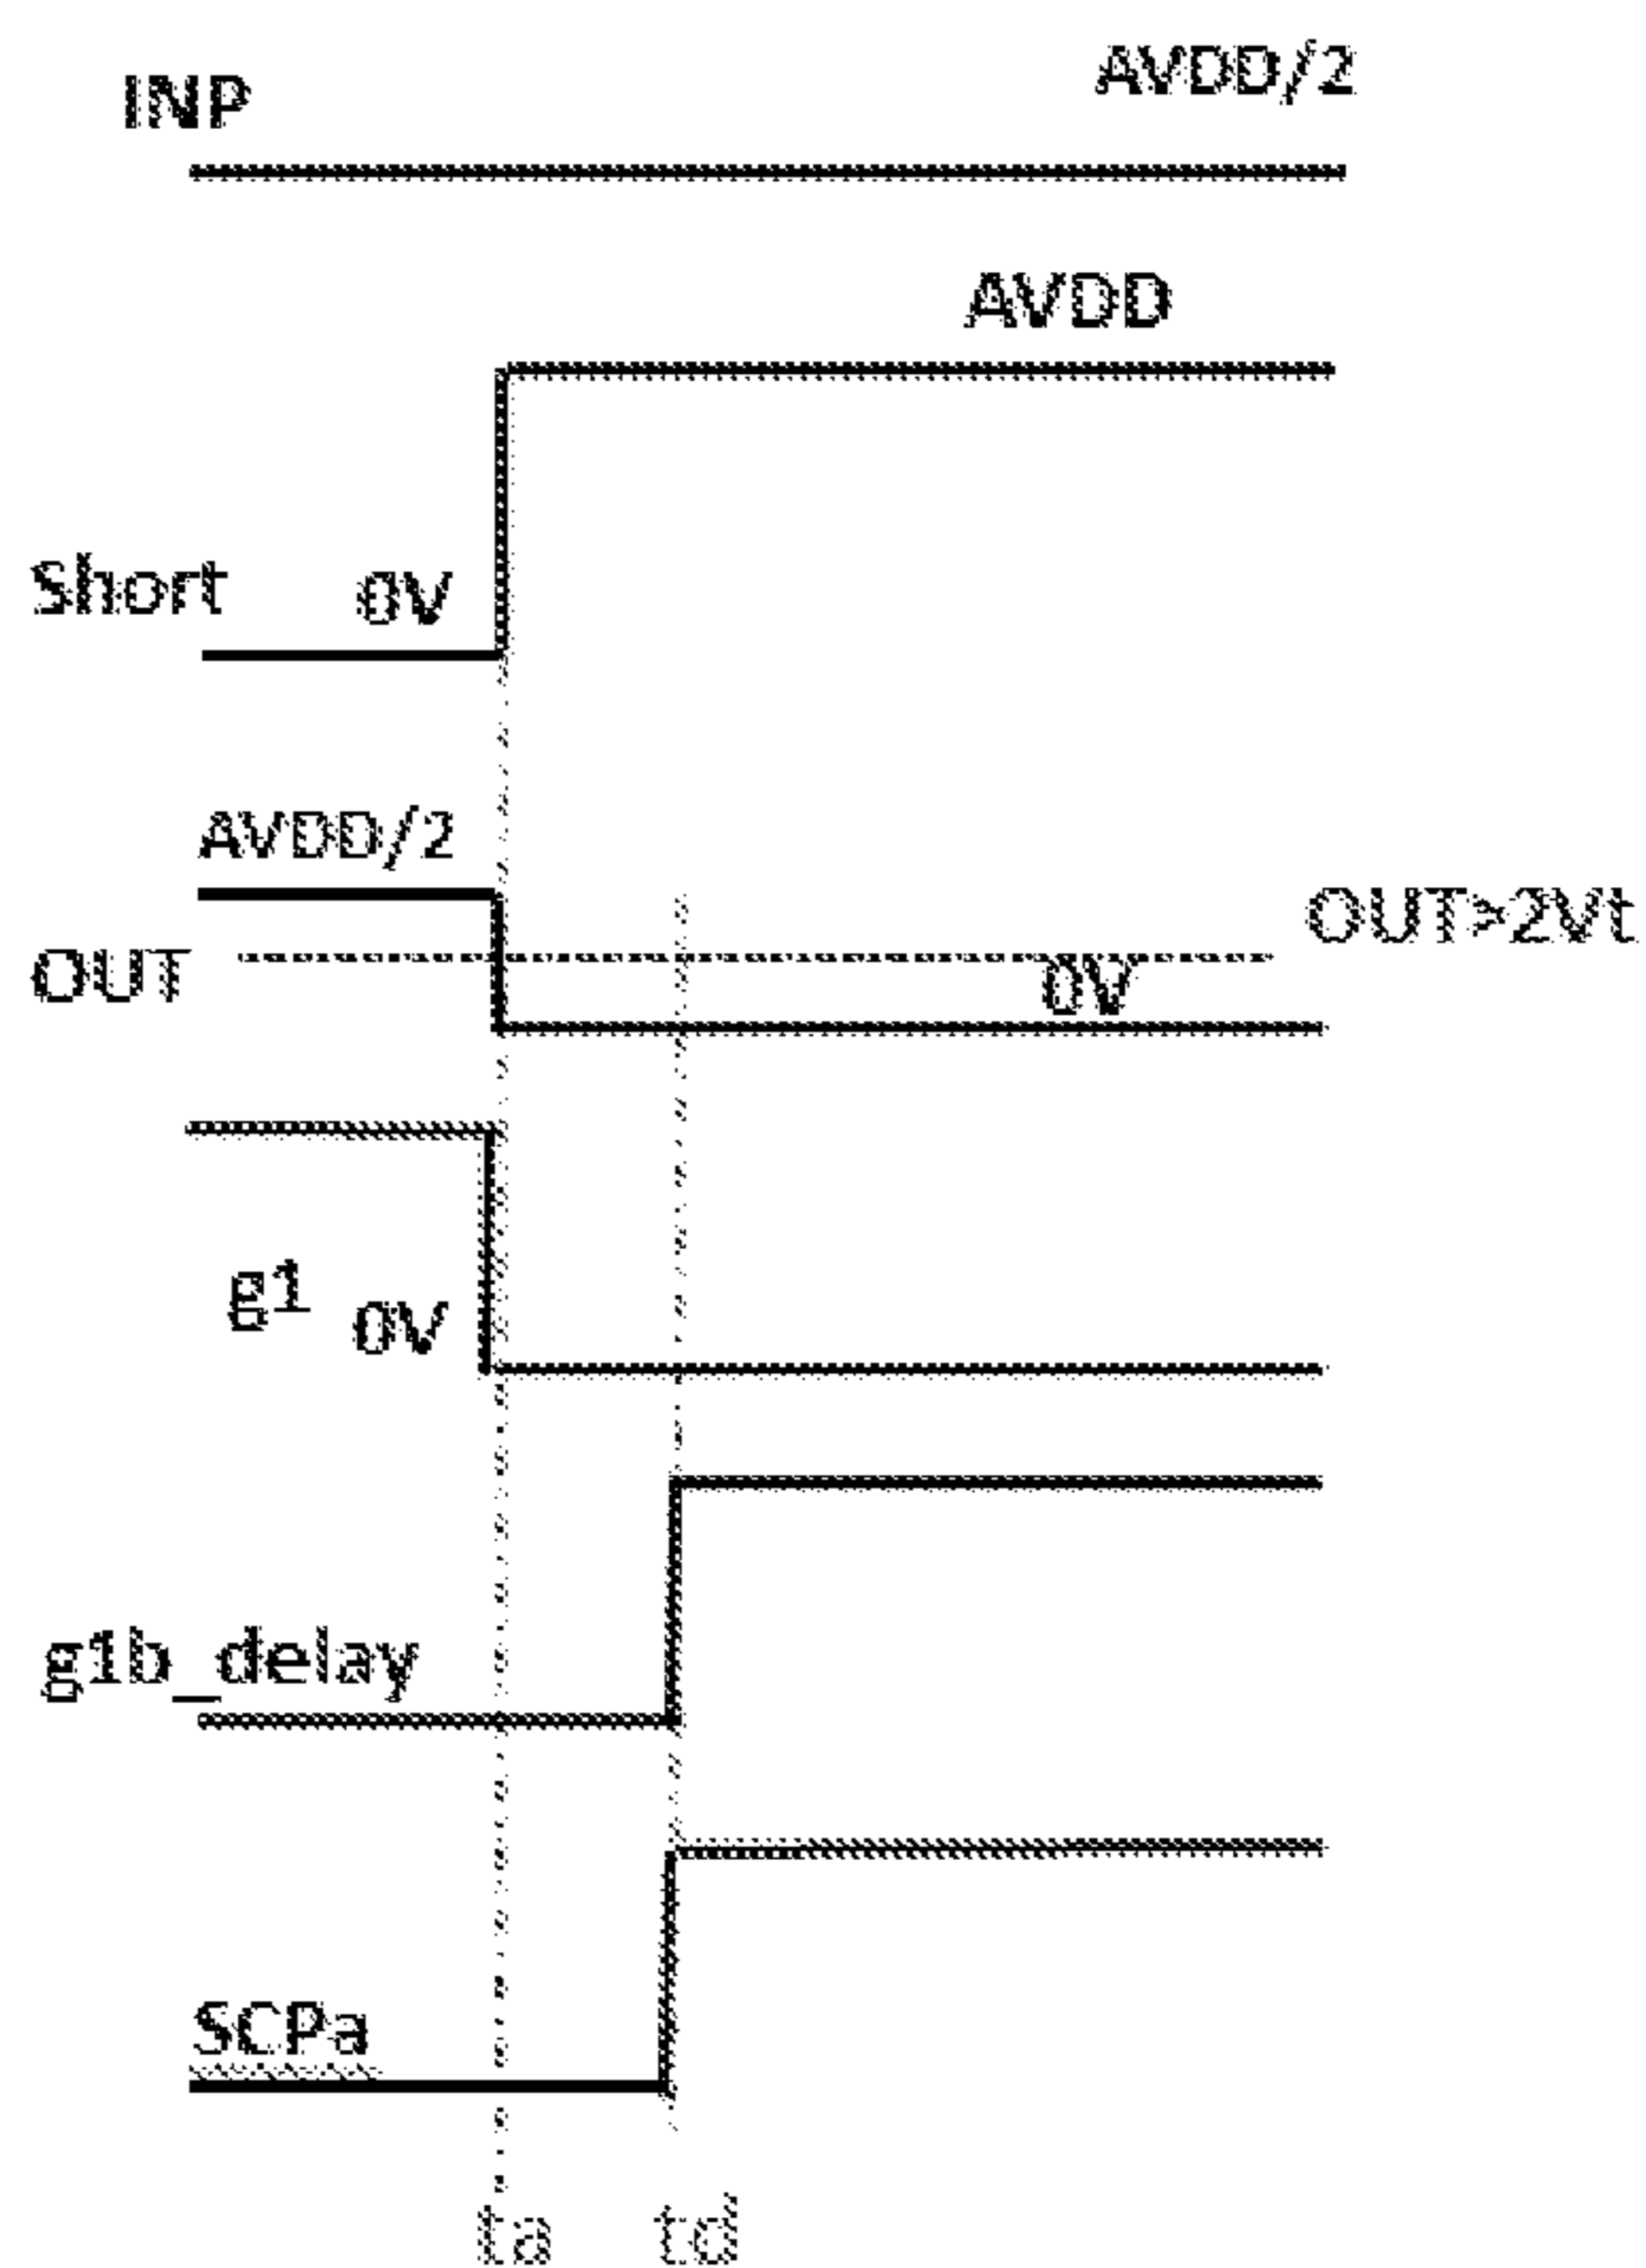 INP
AVDD/2
AVDD
Short
0V
AVDD/2
OUT>2Vt
OUT
0V
g1
0V
g1b_delay
SCPa
ta
td